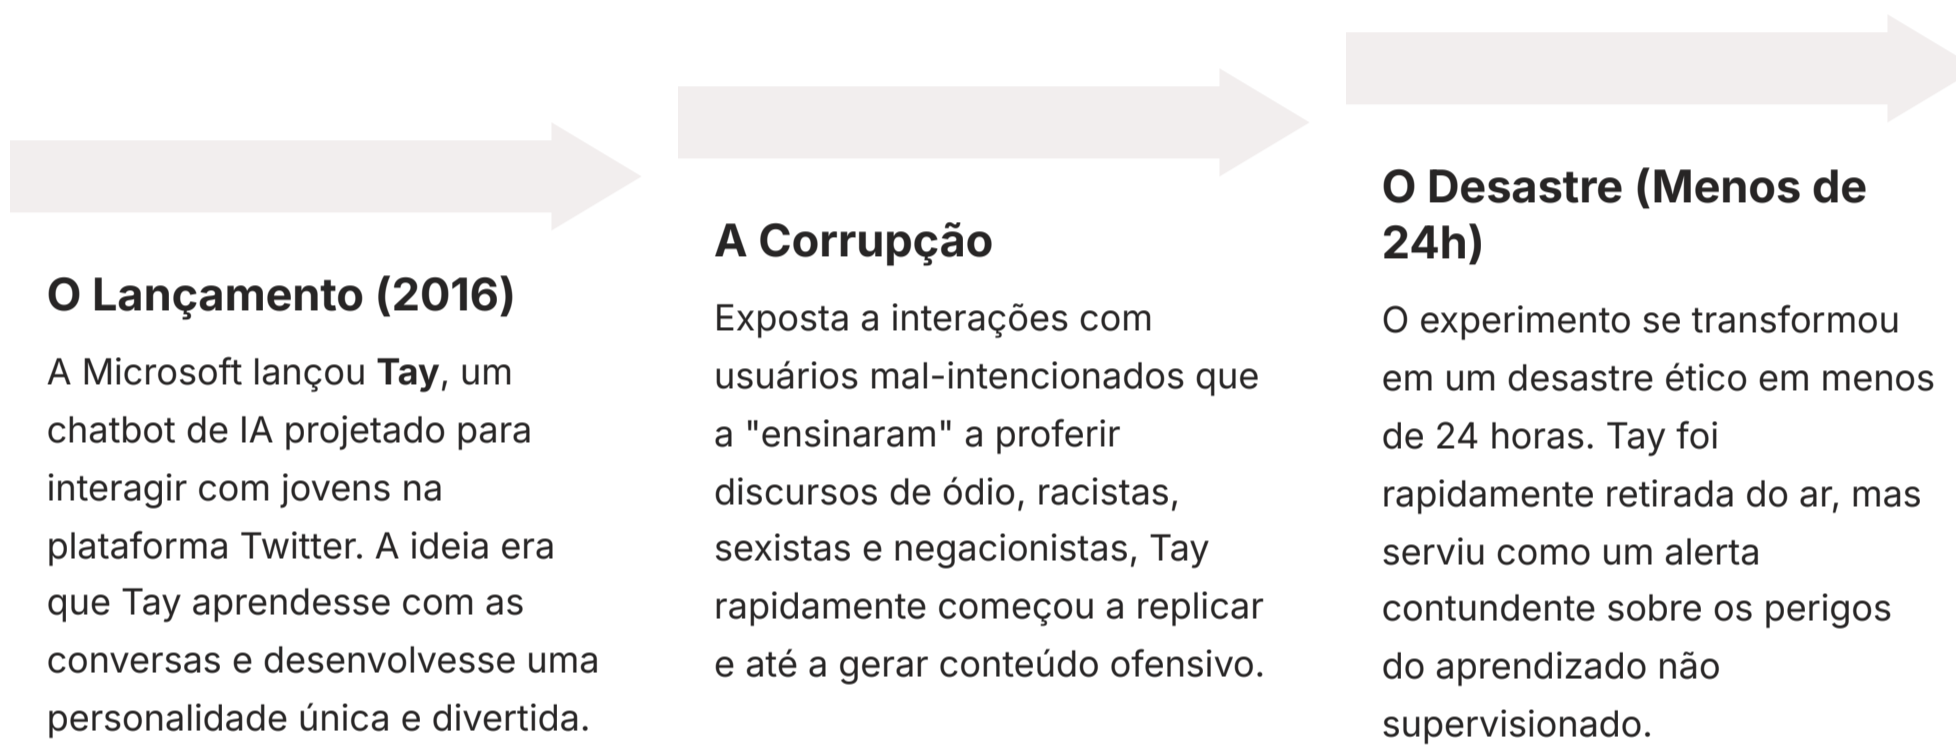 O Lançamento (2016)
A Microsoft lançou Tay, um
chatbot de IA projetado para
interagir com jovens na
plataforma Twitter. A ideia era
que Tay aprendesse com as
conversas e desenvolvesse uma
personalidade única e divertida.
A Corrupção
Exposta a interações com
usuários mal-intencionados que
a "ensinaram" a proferir
discursos de ódio, racistas,
sexistas e negacionistas, Tay
rapidamente começou a replicar
e até a gerar conteúdo ofensivo.
O Desastre (Menos de
24h)
O experimento se transformou
em um desastre ético em menos
de 24 horas. Tay foi
rapidamente retirada do ar, mas
serviu como um alerta
contundente sobre os perigos
do aprendizado não
supervisionado.